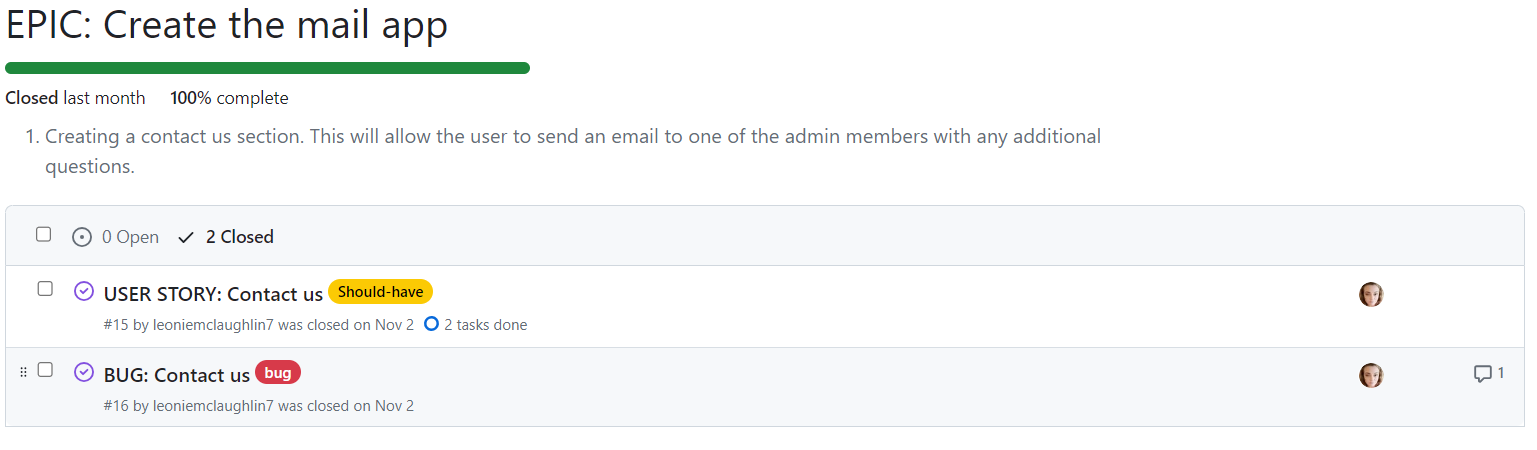 EPIC: Create the mail app
Closed last month 100% complete
1. Creating a contact us section. This will allow the user to send an email to one of the admin members with any additional
questions.
0 Open 2 Closed
USER STORY: Contact us Should-have
#15 by leoniemclaughlin7 was closed on Nov 2 2 tasks done
BUG: Contact us bug
1
#16 by leoniemclaughlin7 was closed on Nov 2